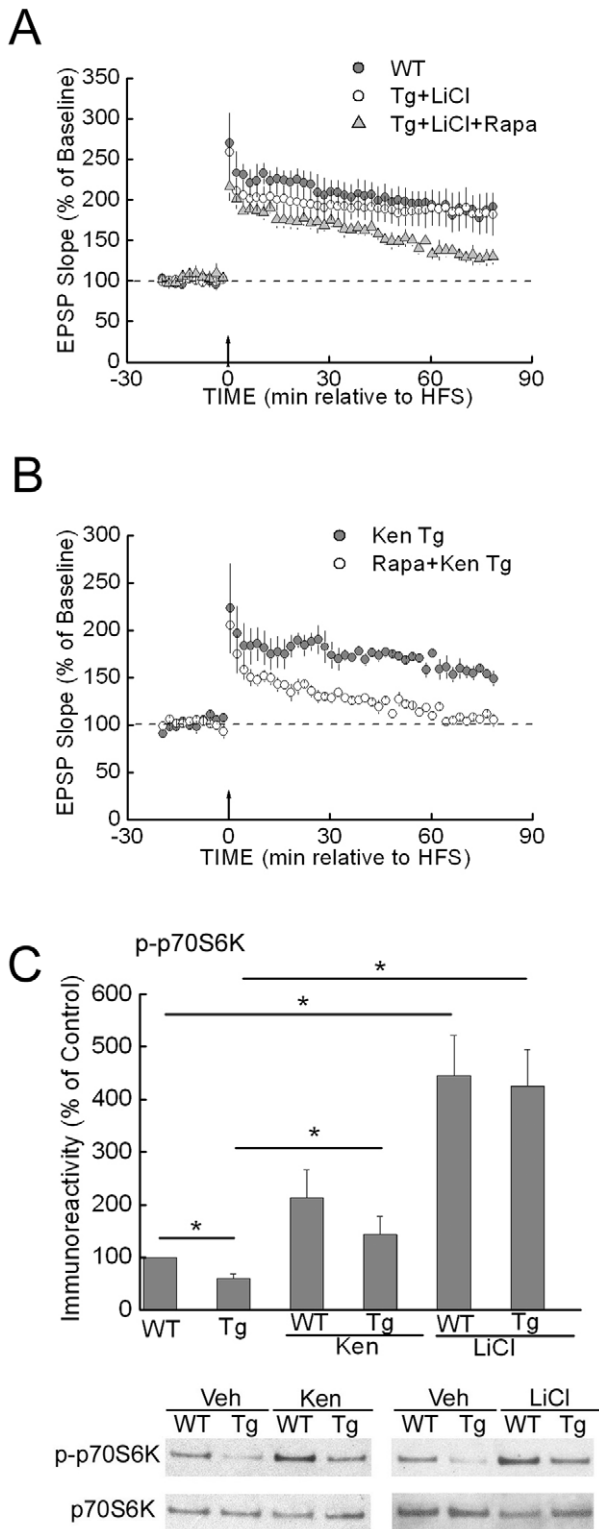 A
350
WT
300
Tg+LiCl
250
Tg+LiCl+Rapa
200
150
100
50
0
EPSP Slope (% of Baseline)
-30 0 30 60 90
TIME (min relative to HFS)
B
300
Ken Tg
250
Rapa+Ken Tg
200
150
100
50
0
EPSP Slope (% of Baseline)
-30 0 30 60 90
TIME (min relative to HFS)
C
p-p70S6K
600
*
*
500
400
300
*
200
*
100
0
Immunoreactivity (% of Control)
WT Tg WT Tg WT Tg
Ken LiCl
Veh Ken Veh LiCl
WT Tg WT Tg WT Tg WT Tg
p-p70S6K
p70S6K